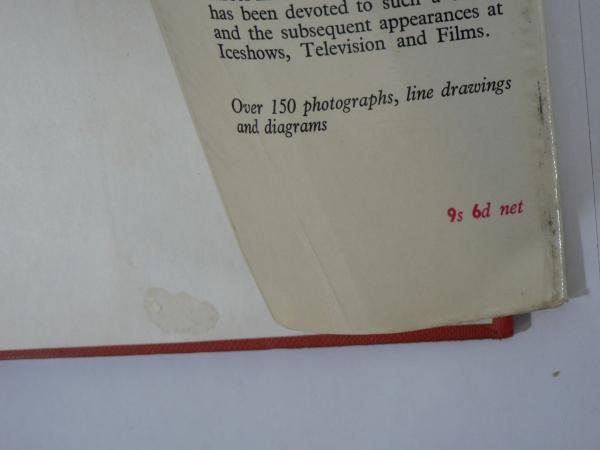 has been devoted to such a
and the subsequent appearances at
Iceshows, Television and Films.
Over 150 photographs, line drawings
and diagrams
9s 6d net